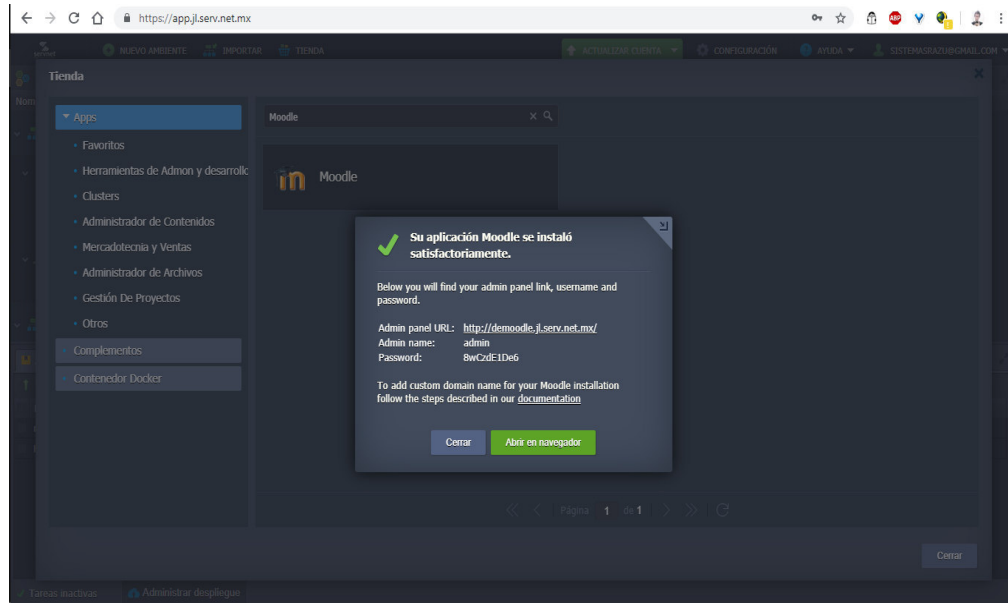 https://app.jl.serv.net.mx
NUEVO AMBIENTE IMPORTAR TIENDA ACTUALIZAR CUENTA CONFIGURACIÓN AYUDA SISTEMASRAZU@GMAIL.COM
Tienda
Nom
Apps
Moodle
Favoritos
Herramientas de Admon y desarrollo
Moodle
Clusters
Administrador de Contenidos
Mercadotecnia y Ventas
Administrador de Archivos
Gestión De Proyectos
Otros
Complementos
Contenedor Docker
Su aplicación Moodle se instaló
satisfactoriamente.
Below you will find your admin panel link, username and
password.
Admin panel URL: http://demoodle.jl.serv.net.mx/
Admin name: admin
Password: 8wCzdE1De6
To add custom domain name for your Moodle installation
follow the steps described in our documentation
Cerrar Abrir en navegador
Página 1 de 1
Cerrar
Tareas inactivas Administrar despliegue